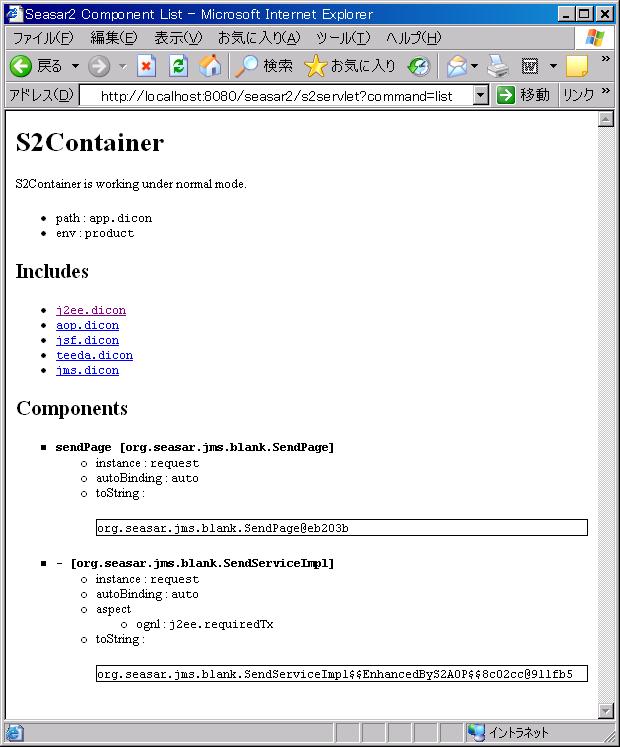 Seasar2 Component List - Microsoft Internet Explorer
ファイル(F) 編集(E) 表示(V) お気に入り(A) ツール(T) ヘルプ(H)
戻る 検索 お気に入り
アドレス(D) http://localhost:8080/seasar2/s2servlet?command=list 移動 リンク
S2Container
S2Container is working under normal mode.
path : app.dicon
env : product
Includes
j2ee.dicon
aop.dicon
jsf.dicon
teeda.dicon
jms.dicon
Components
sendPage [org.seasar.jms.blank.SendPage]
instance : request
autoBinding : auto
toString :
org.seasar.jms.blank.SendPage@eb203b
- [org.seasar.jms.blank.SendServiceImpl]
instance : request
autoBinding : auto
aspect
ognl : j2ee.requiredTx
toString :
org.seasar.jms.blank.SendServiceImpl$$EnhancedByS2AOP$$8c02cc@911fb5
イントラネット